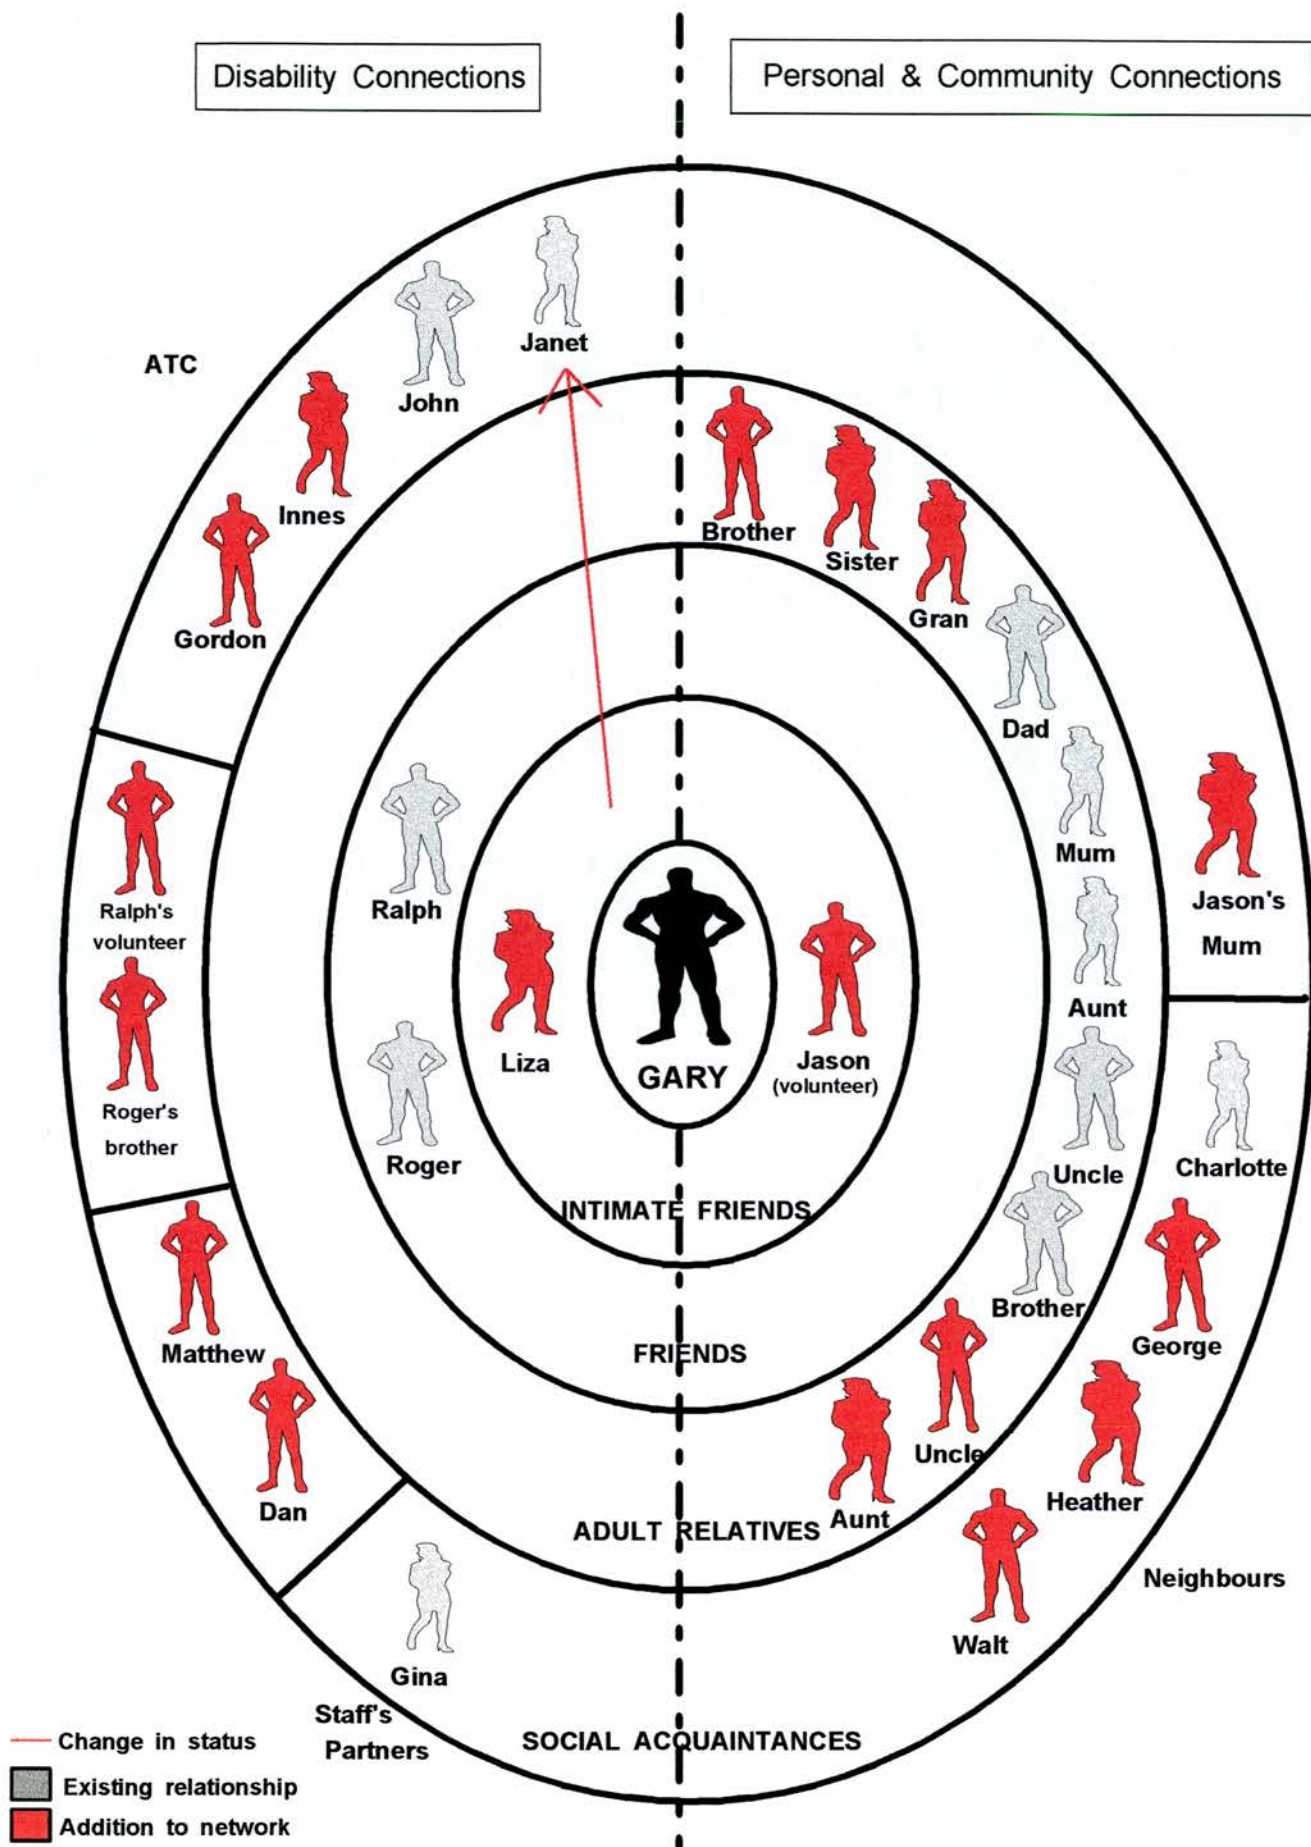 Disability Connections
Personal & Community Connections
Janet
ATC
John
Innes
Brother
Sister
Gran
Gordon
Dad
Mum
Ralph's
volunteer
Ralph
Jason's
Mum
Aunt
Liza
GARY
Jason
(volunteer)
Roger's
brother
Roger
Uncle
Charlotte
INTIMATE FRIENDS
Brother
George
Matthew
FRIENDS
Uncle
Dan
ADULT RELATIVES
Aunt
Heather
Neighbours
Walt
Gina
Staff's
Partners
SOCIAL ACQUAINTANCES
Change in status
Existing relationship
Addition to network